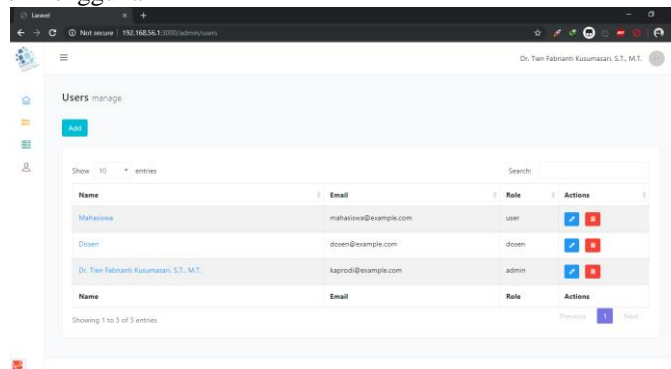 Laravel
Not secure | 192.168.56.1:3000/admin/users
Dr. Tien Fabrianti Kusumasari, S.T., M.T.
Users manage
Add
Show 10 entries
Search:
Name Email Role Actions
Mahasiswa mahasiswa@example.com user
Dosen dosen@example.com dosen
Dr. Tien Fabrianti Kusumasari, S.T., M.T. kaprodi@example.com admin
Name Email Role Actions
Showing 1 to 3 of 5 entries
Previous 1 Next